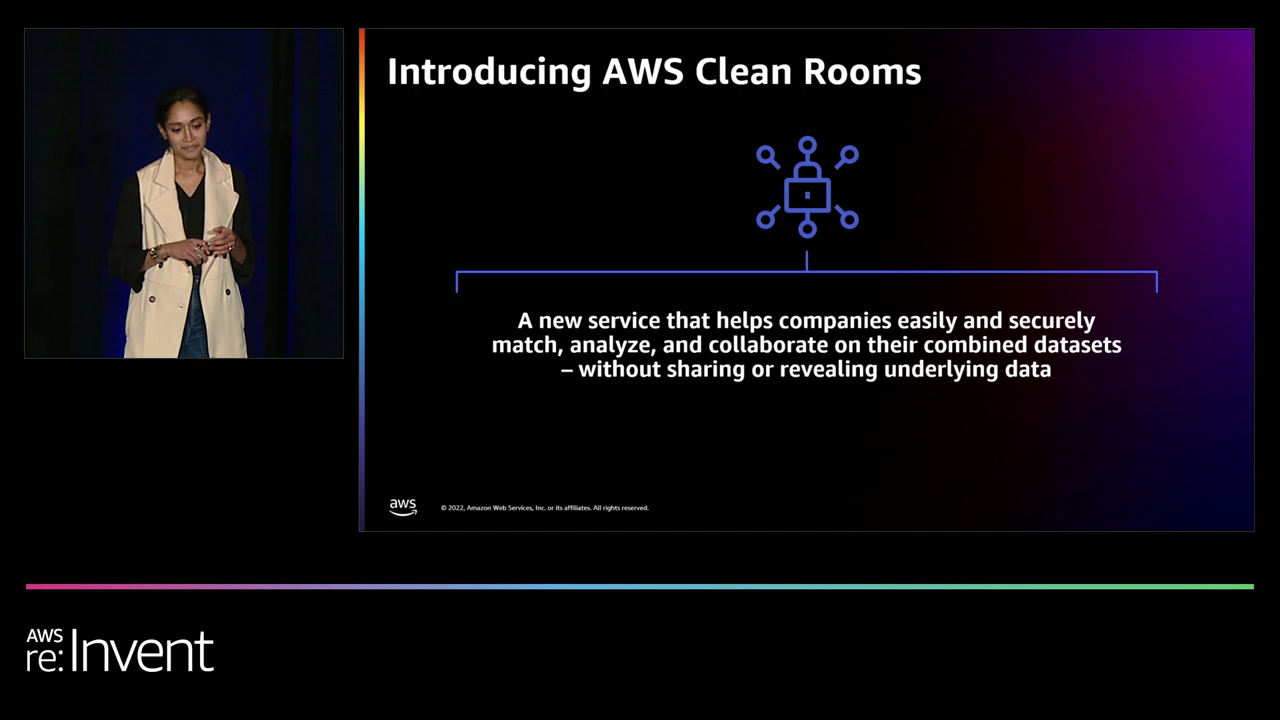 Introducing AWS Clean Rooms
A new service that helps companies easily and securely
match, analyze, and collaborate on their combined datasets
– without sharing or revealing underlying data
aws
© 2022, Amazon Web Services, Inc. or its affiliates. All rights reserved.
AWS
re:Invent